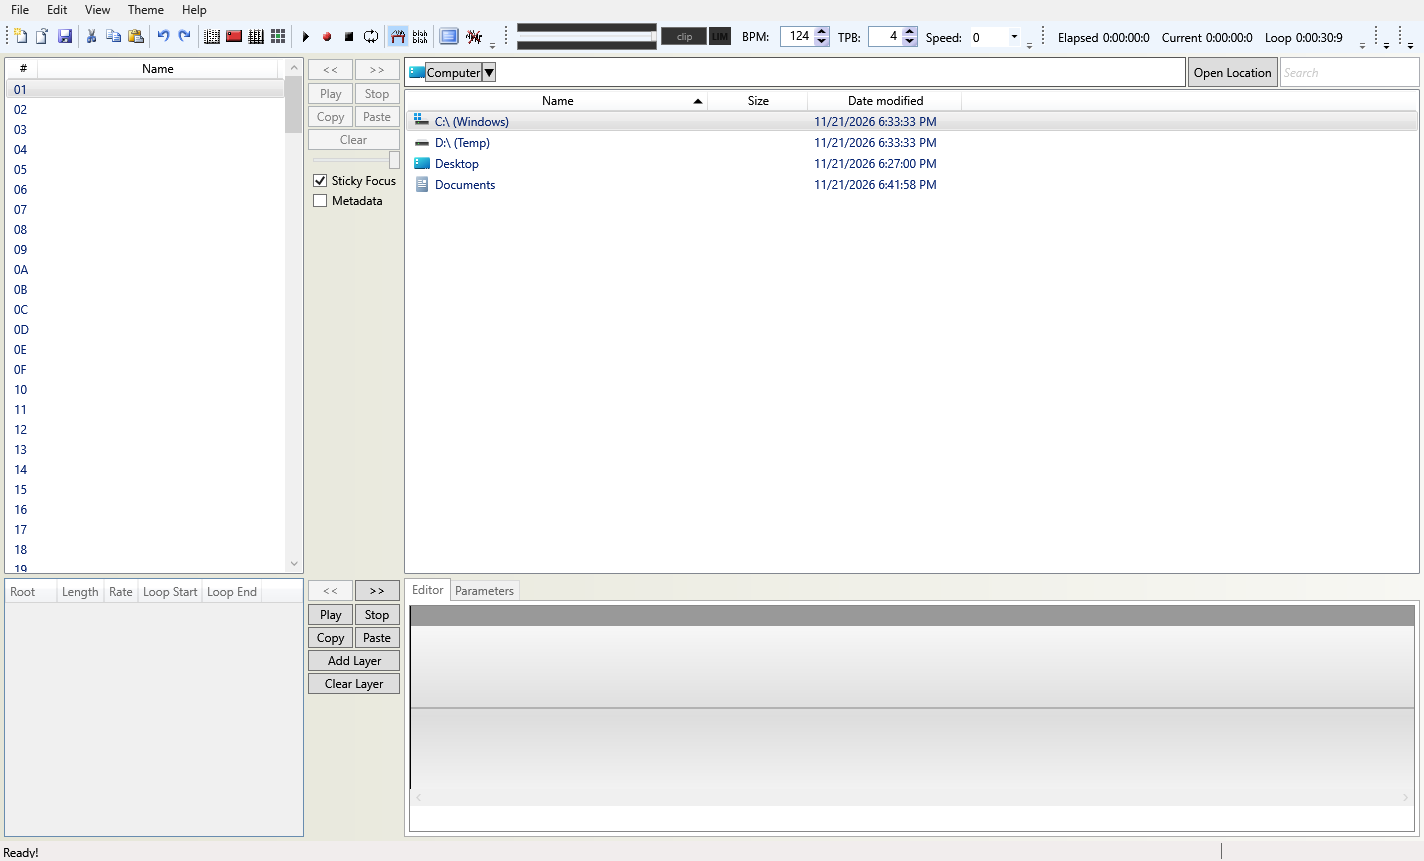 File Edit View Theme Help
clip LIM BPM: 124 TPB: 4 Speed: 0 Elapsed 0:00:00:0 Current 0:00:00:0 Loop 0:00:30:9
# Name
01
02
03
04
05
06
07
08
09
0A
0B
0C
0D
0E
0F
10
11
12
13
14
15
16
17
18
19
<< >>
Play Stop
Copy Paste
Clear
Sticky Focus
Metadata
Computer Open Location Search
Name Size Date modified
C:\ (Windows) 11/21/2026 6:33:33 PM
D:\ (Temp) 11/21/2026 6:33:33 PM
Desktop 11/21/2026 6:27:00 PM
Documents 11/21/2026 6:41:58 PM
Root Length Rate Loop Start Loop End
<< >>
Play Stop
Copy Paste
Add Layer
Clear Layer
Editor Parameters
Ready!